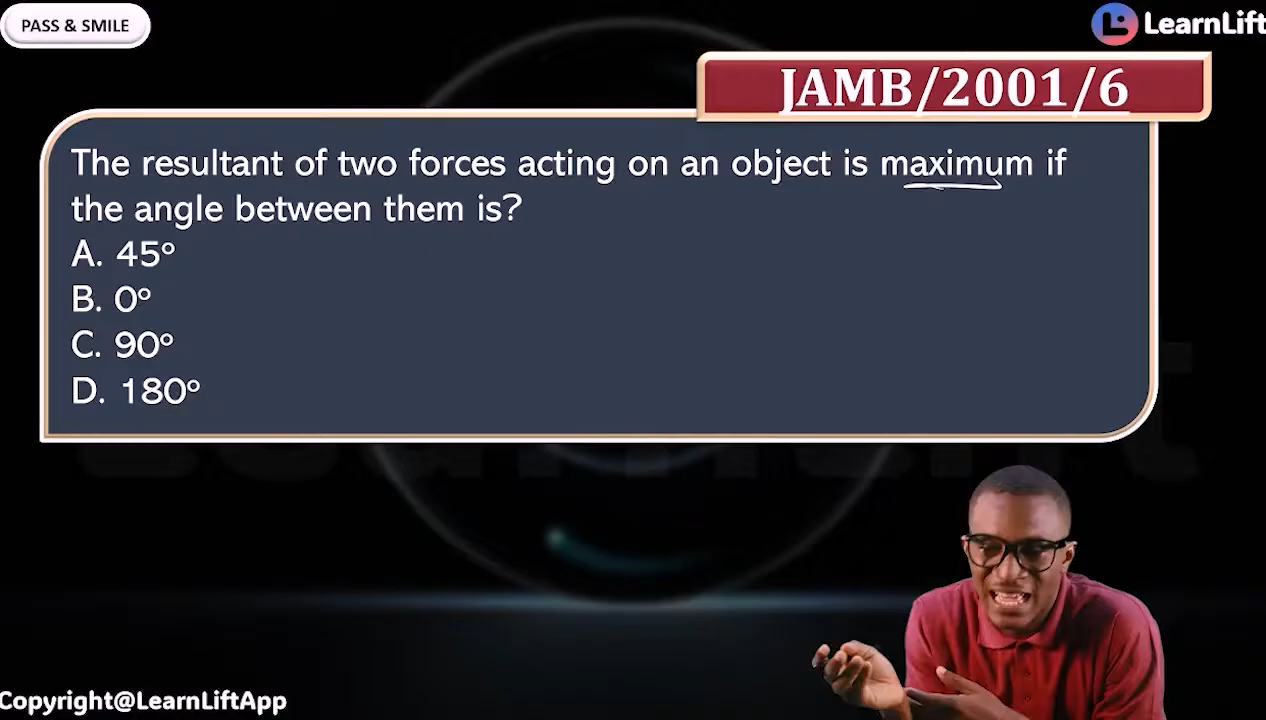 PASS & SMILE
LearnLift
JAMB/2001/6
The resultant of two forces acting on an object is maximum if
the angle between them is?
A. 45°
B. 0°
C. 90°
D. 180°
Copyright@LearnLiftApp